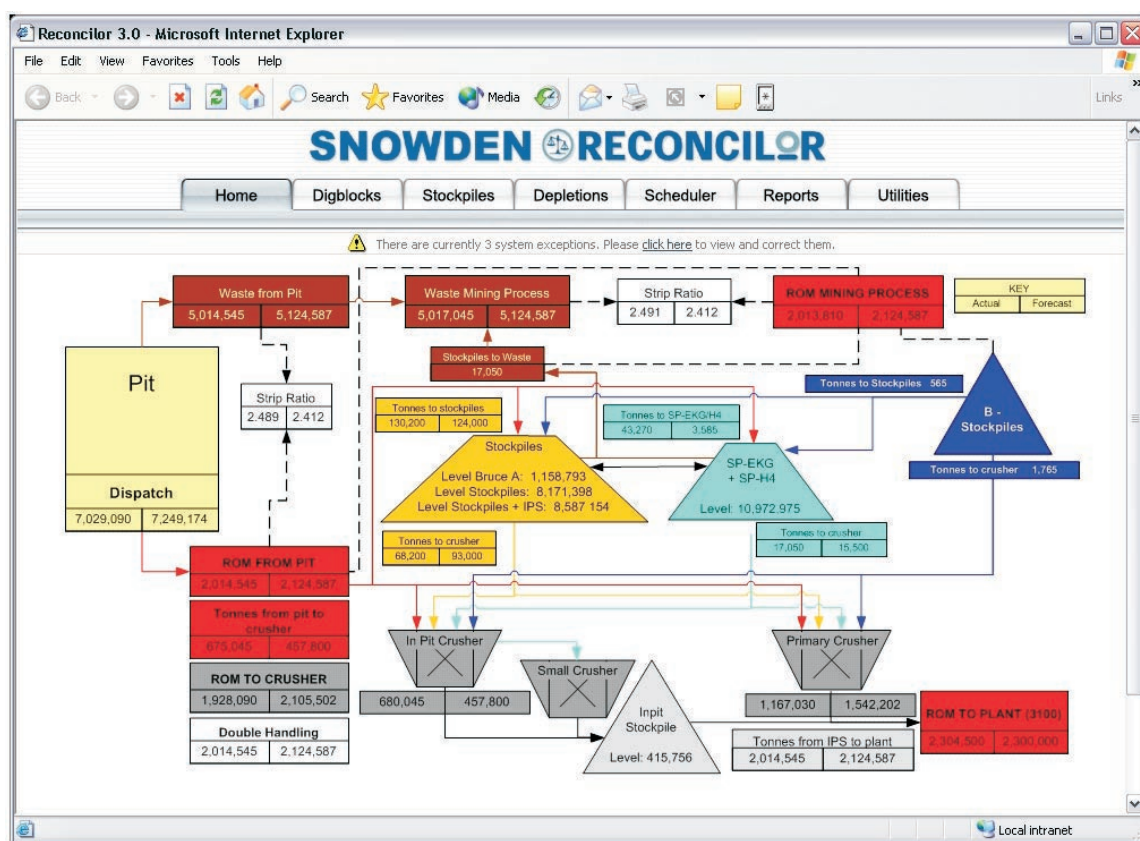 Reconcilor 3.0 - Microsoft Internet Explorer
File Edit View Favorites Tools Help
Back Search Favorites Media Links
SNOWDEN RECONCILOR
Home Digblocks Stockpiles Depletions Scheduler Reports Utilities
There are currently 3 system exceptions. Please click here to view and correct them.
Waste from Pit
5,014,545 5,124,587
Waste Mining Process
5,017,045 5,124,587
Strip Ratio
2.491 2.412
ROM MINING PROCESS
2,013,810 2,124,587
KEY
Actual Forecast
Pit
Dispatch
7,029,090 7,249,174
Strip Ratio
2.489 2.412
Stockpiles to Waste
17,050
Tonnes to stockpiles
130,200 124,000
Tonnes to SP-EKG/H4
43,270 3,585
Tonnes to Stockpiles 565
B -
Stockpiles
Tonnes to crusher 1,765
Stockpiles
Level Bruce A: 1,158,793
Level Stockpiles: 8,171,398
Level Stockpiles + IPS: 8,587 154
SP-EKG
+ SP-H4
Level: 10,972,975
Tonnes to crusher
68,200 93,000
Tonnes to crusher
17,050 15,500
ROM FROM PIT
2,014,545 2,124,587
Tonnes from pit to
crusher
675,045 457,800
ROM TO CRUSHER
1,928,090 2,105,502
Double Handling
2,014,545 2,124,587
In Pit Crusher
680,045 457,800
Small Crusher
Inpit
Stockpile
Level: 415,756
Primary Crusher
1,167,030 1,542,202
Tonnes from IPS to plant
2,014,545 2,124,587
ROM TO PLANT (3100)
2,304,500 2,300,000
Local intranet